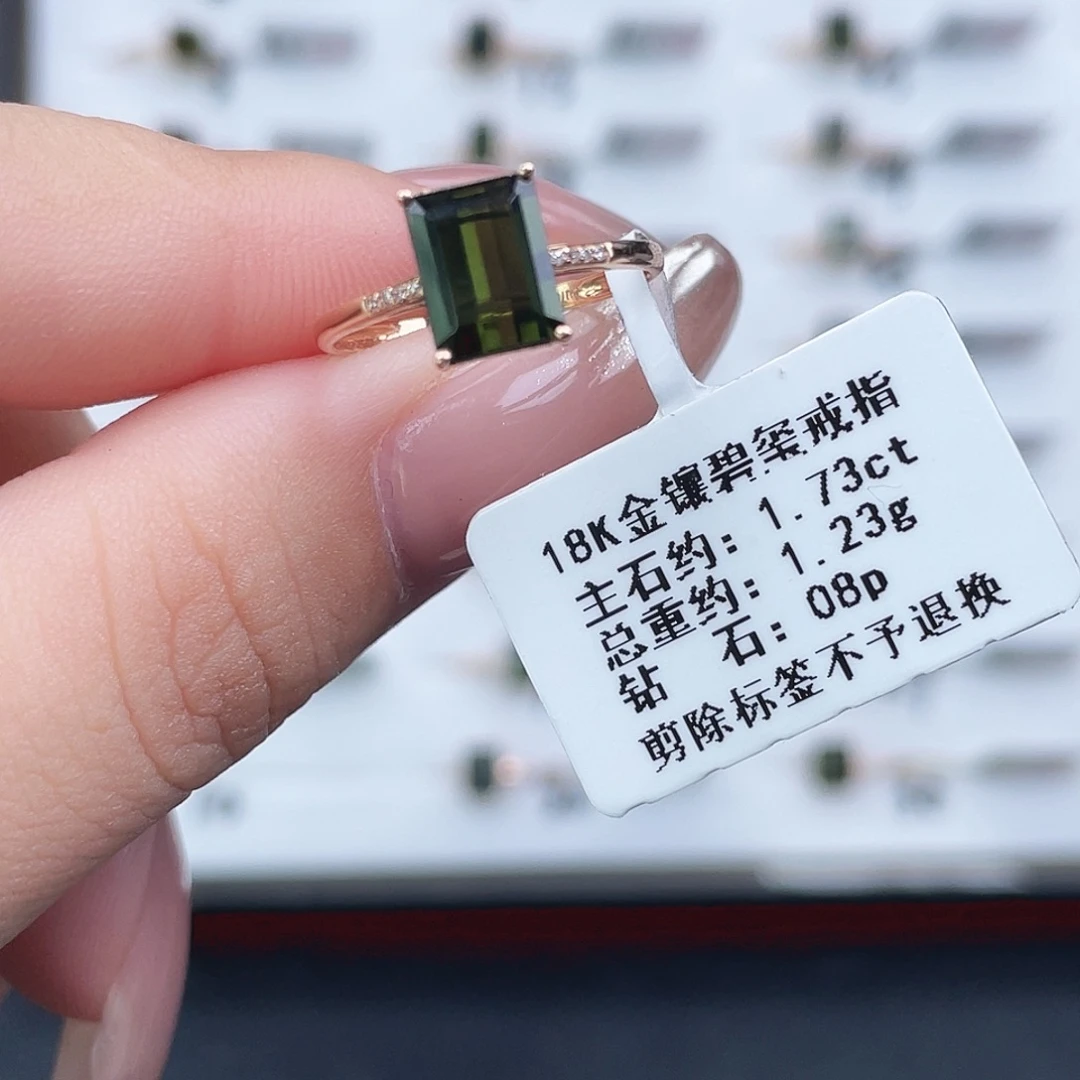 18K金镶碧玺戒指
主石约: 1.73ct
总重约: 1.23g
钻 石: 08p
剪除标签不予退换